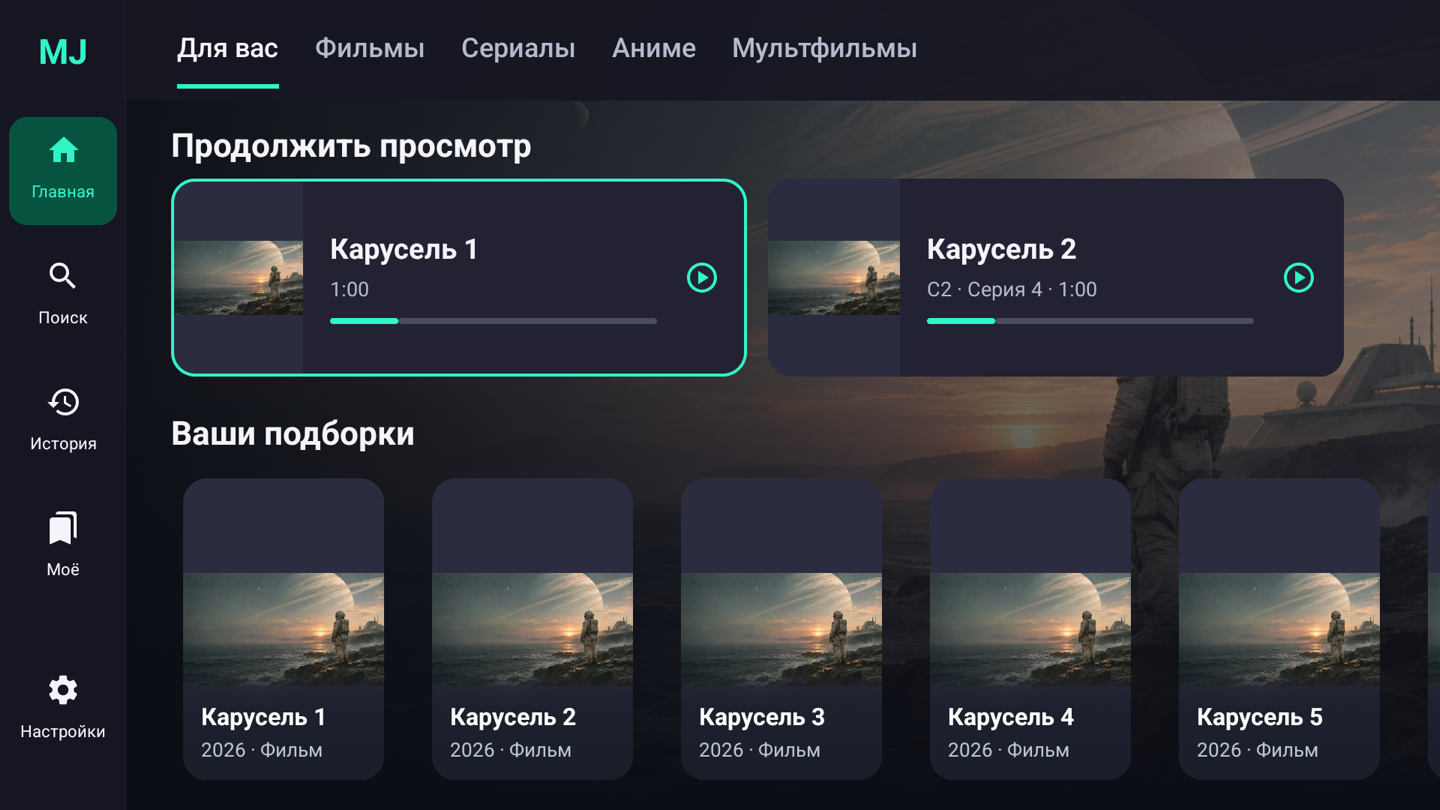 MJ
Для вас
Фильмы
Сериалы
Аниме
Мультфильмы
Главная
Поиск
История
Моё
Настройки
Продолжить просмотр
Карусель 1
1:00
Карусель 2
С2 · Серия 4 · 1:00
Ваши подборки
Карусель 1
2026 · Фильм
Карусель 2
2026 · Фильм
Карусель 3
2026 · Фильм
Карусель 4
2026 · Фильм
Карусель 5
2026 · Фильм